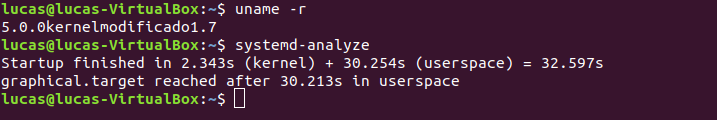 lucas@lucas-VirtualBox:~$ uname -r
5.0.0kernelmodificado1.7
lucas@lucas-VirtualBox:~$ systemd-analyze
Startup finished in 2.343s (kernel) + 30.254s (userspace) = 32.597s
graphical.target reached after 30.213s in userspace
lucas@lucas-VirtualBox:~$